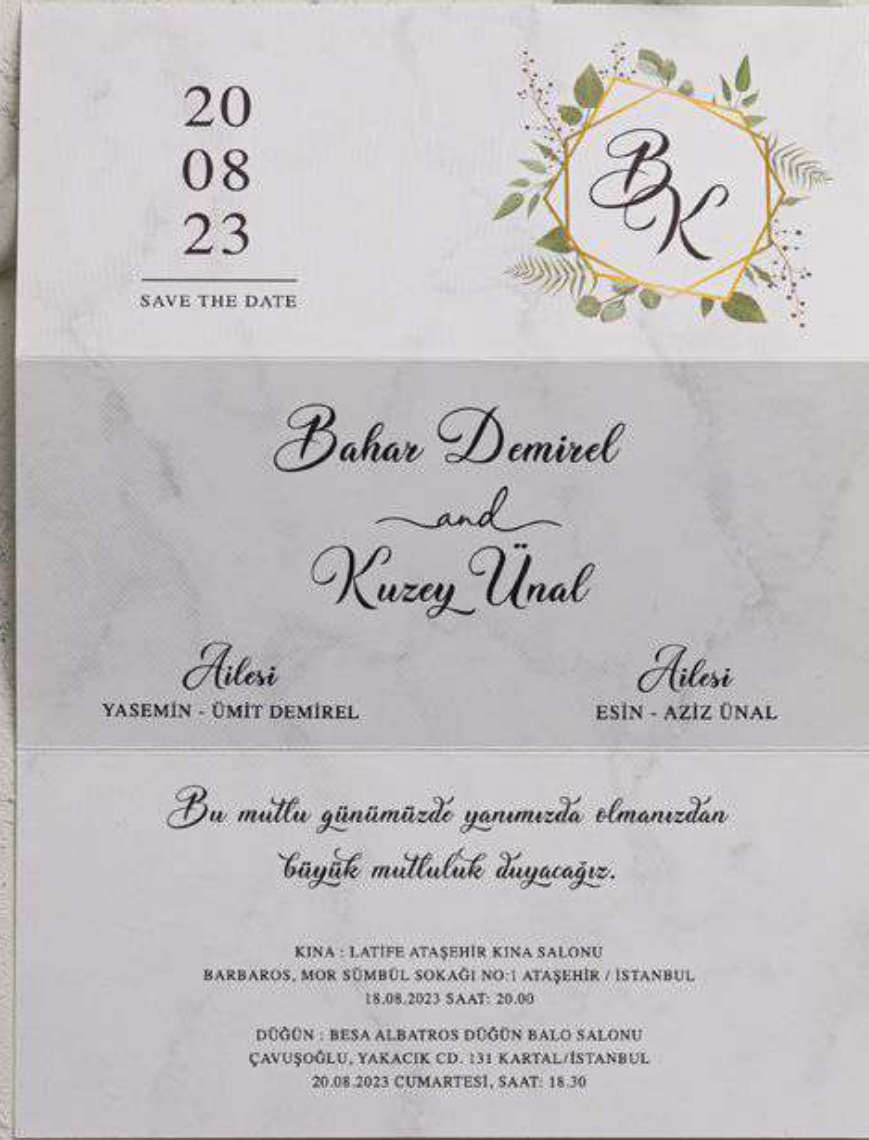 20
08
23
SAVE THE DATE
BK
Bahar Demirel
and
Kuzey Ünal
Ailesi
YASEMİN - ÜMİT DEMİREL
Ailesi
ESİN - AZİZ ÜNAL
Bu mutlu günümüzde yanımızda olmanızdan
büyük mutluluk duyacağız.
KINA : LATİFE ATAŞEHİR KINA SALONU
BARBAROS, MOR SÜMBÜL SOKAĞI NO:1 ATAŞEHİR / İSTANBUL
18.08.2023 SAAT: 20.00
DÜĞÜN : BESA ALBATROS DÜĞÜN BALO SALONU
ÇAVUŞOĞLU, YAKACIK CD. 131 KARTAL/İSTANBUL
20.08.2023 CUMARTESİ, SAAT: 18.30